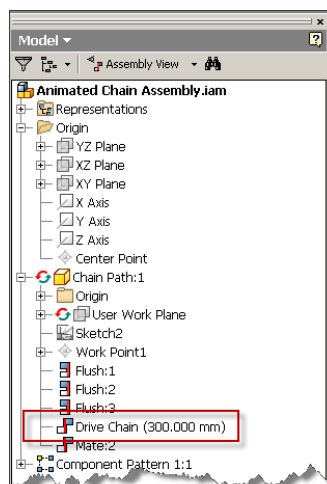 Model
Assembly View
Animated Chain Assembly.iam
Representations
Origin
YZ Plane
XZ Plane
XY Plane
X Axis
Y Axis
Z Axis
Center Point
Chain Path:1
Origin
User Work Plane
Sketch2
Work Point1
Flush:1
Flush:2
Flush:3
Drive Chain (300.000 mm)
Mate:2
Component Pattern 1:1